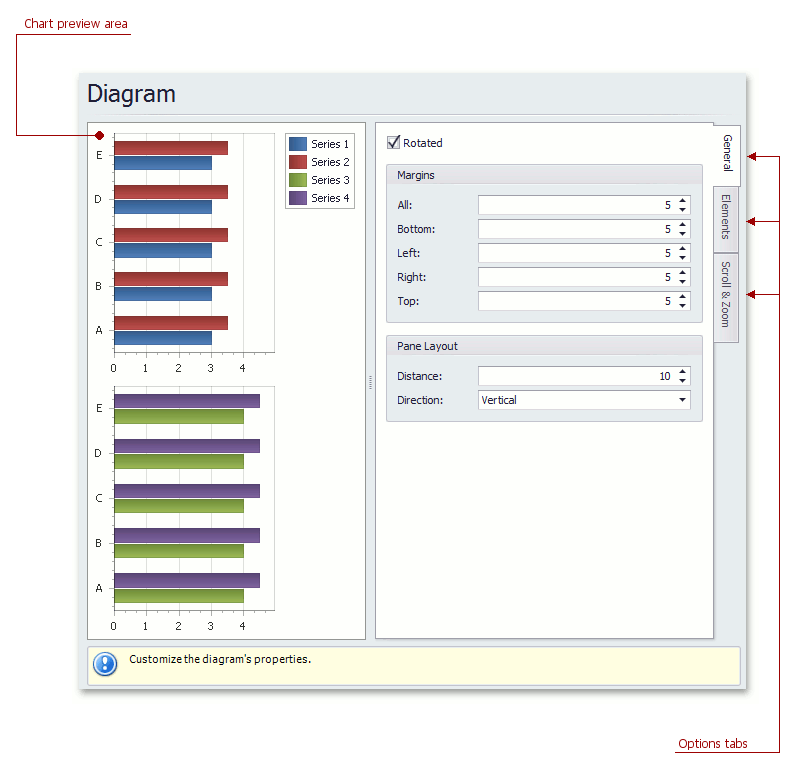 Chart preview area
Diagram
E
D
C
B
A
0 1 2 3 4
Series 1
Series 2
Series 3
Series 4
E
D
C
B
A
0 1 2 3 4
Rotated
Margins
All: 5
Bottom: 5
Left: 5
Right: 5
Top: 5
Pane Layout
Distance: 10
Direction: Vertical
General
Elements
Scroll & Zoom
Customize the diagram's properties.
Options tabs